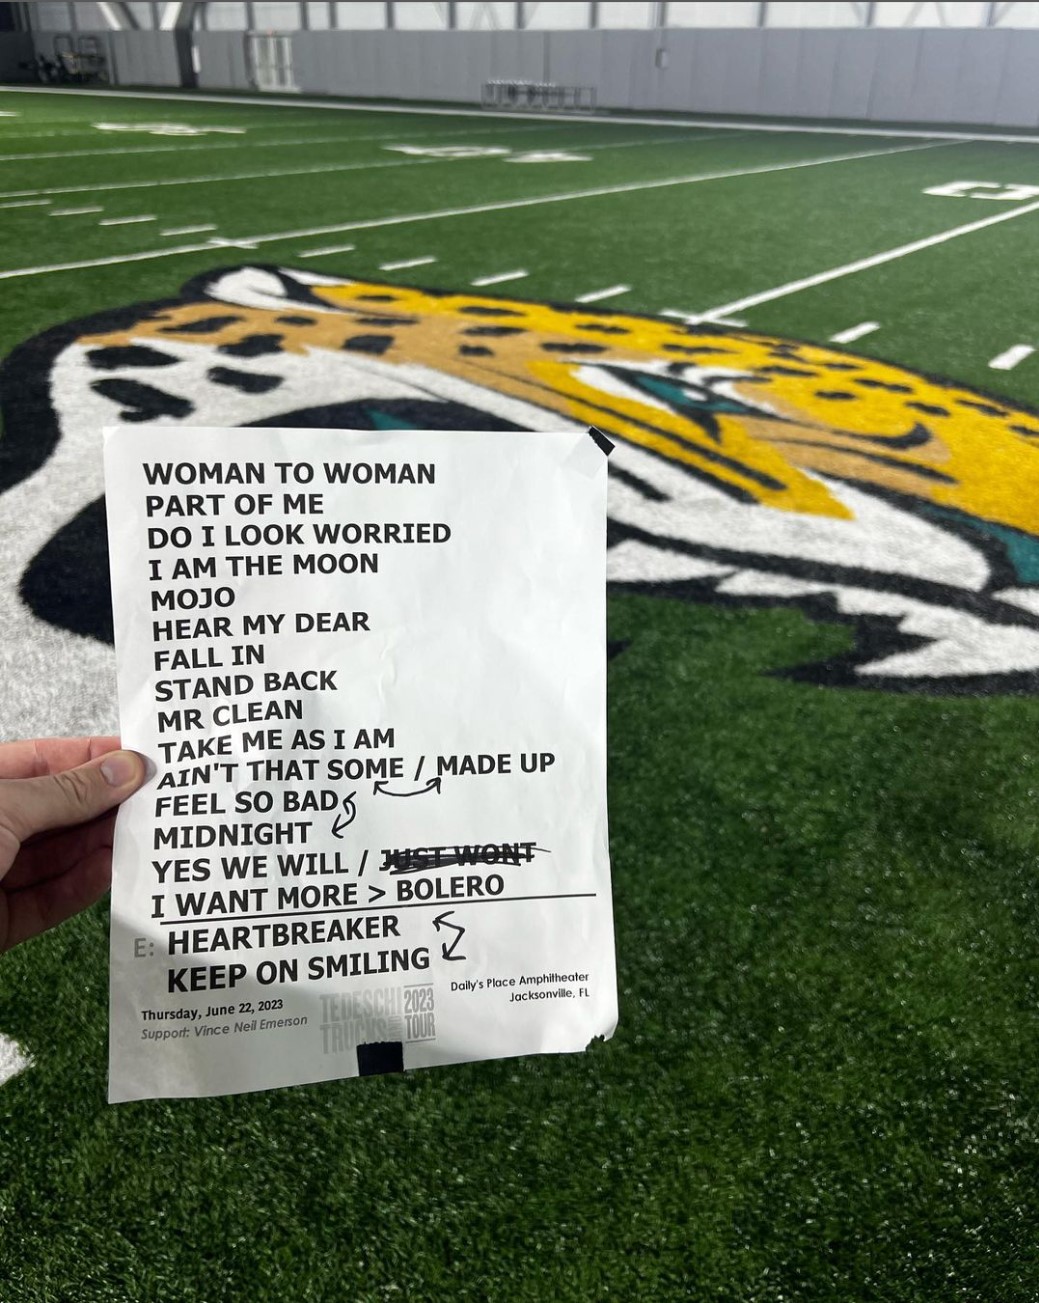 WOMAN TO WOMAN
PART OF ME
DO I LOOK WORRIED
I AM THE MOON
MOJO
HEAR MY DEAR
FALL IN
STAND BACK
MR CLEAN
TAKE ME AS I AM
AIN'T THAT SOME / MADE UP
FEEL SO BAD
MIDNIGHT
YES WE WILL / JUST WONT
I WANT MORE > BOLERO
E: HEARTBREAKER
KEEP ON SMILING
Thursday, June 22, 2023
Support: Vince Neil Emerson
TEDESCHI
TRUCKS
2023
TOUR
Daily's Place Amphitheater
Jacksonville, FL